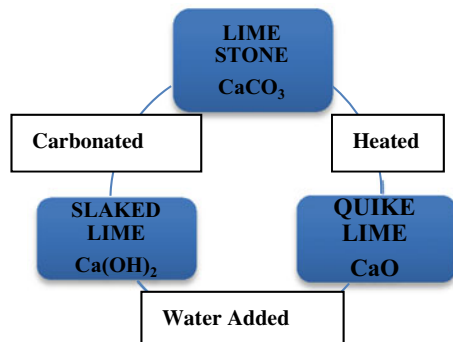 LIME
STONE
CaCO₃
Carbonated
Heated
SLAKED
LIME
Ca(OH)₂
QUIKE
LIME
CaO
Water Added